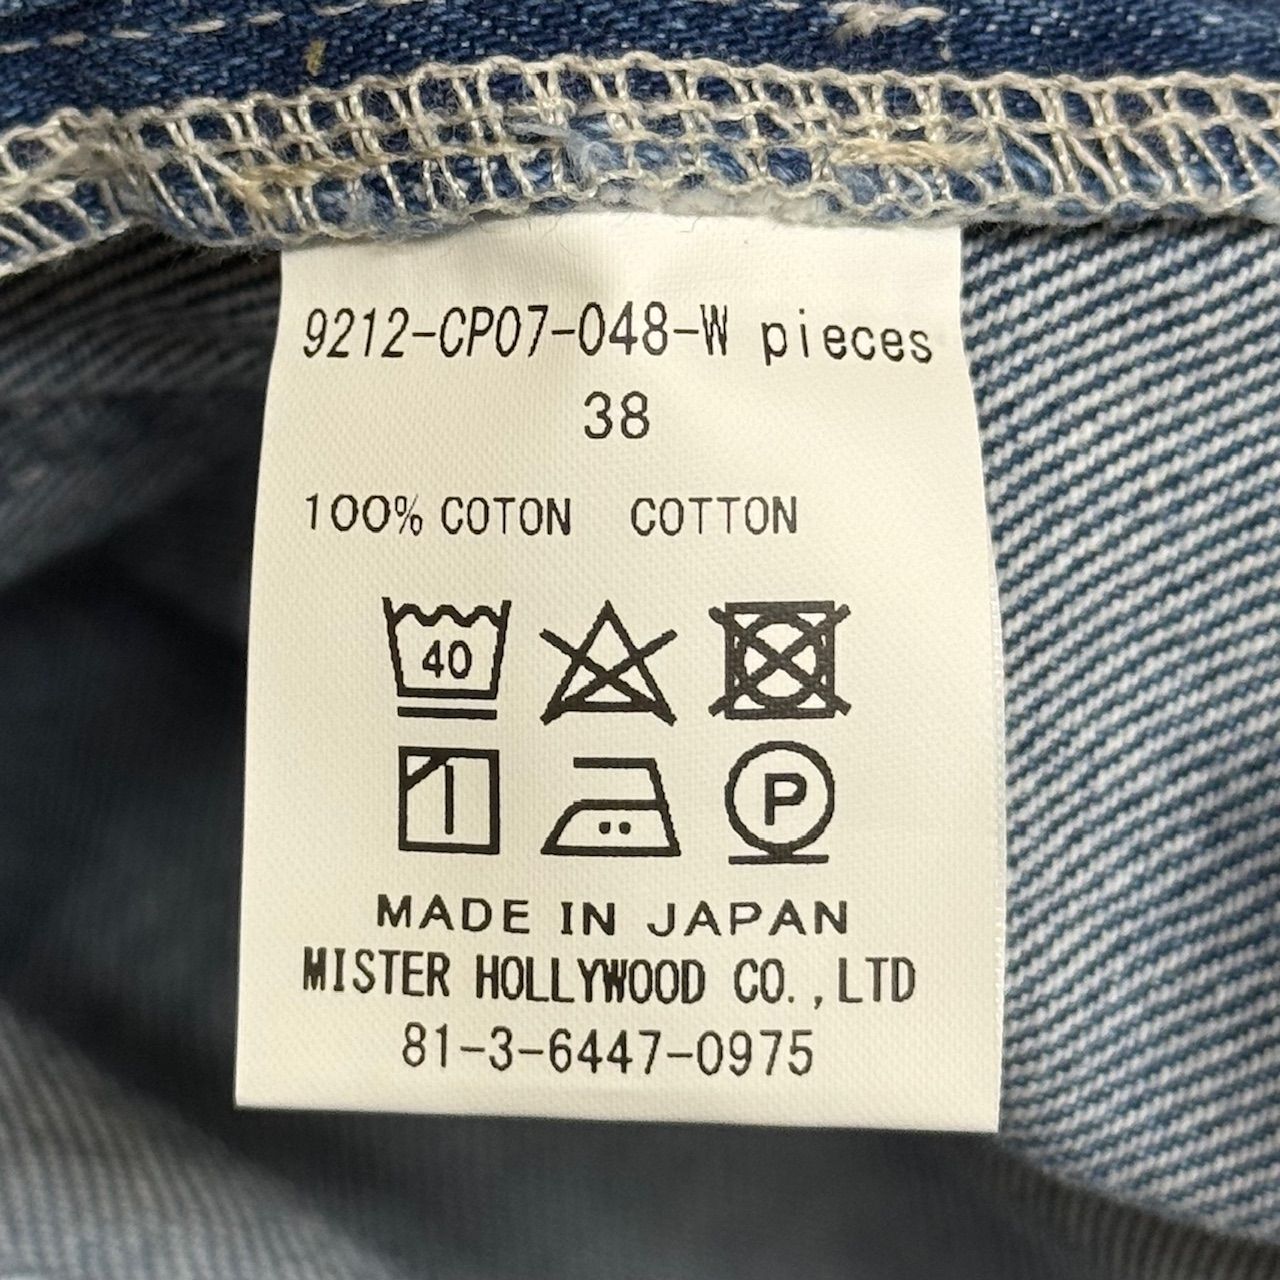 9212-CP07-048-W pieces
38
100% COTON COTTON
40
P
MADE IN JAPAN
MISTER HOLLYWOOD CO.,LTD
81-3-6447-0975